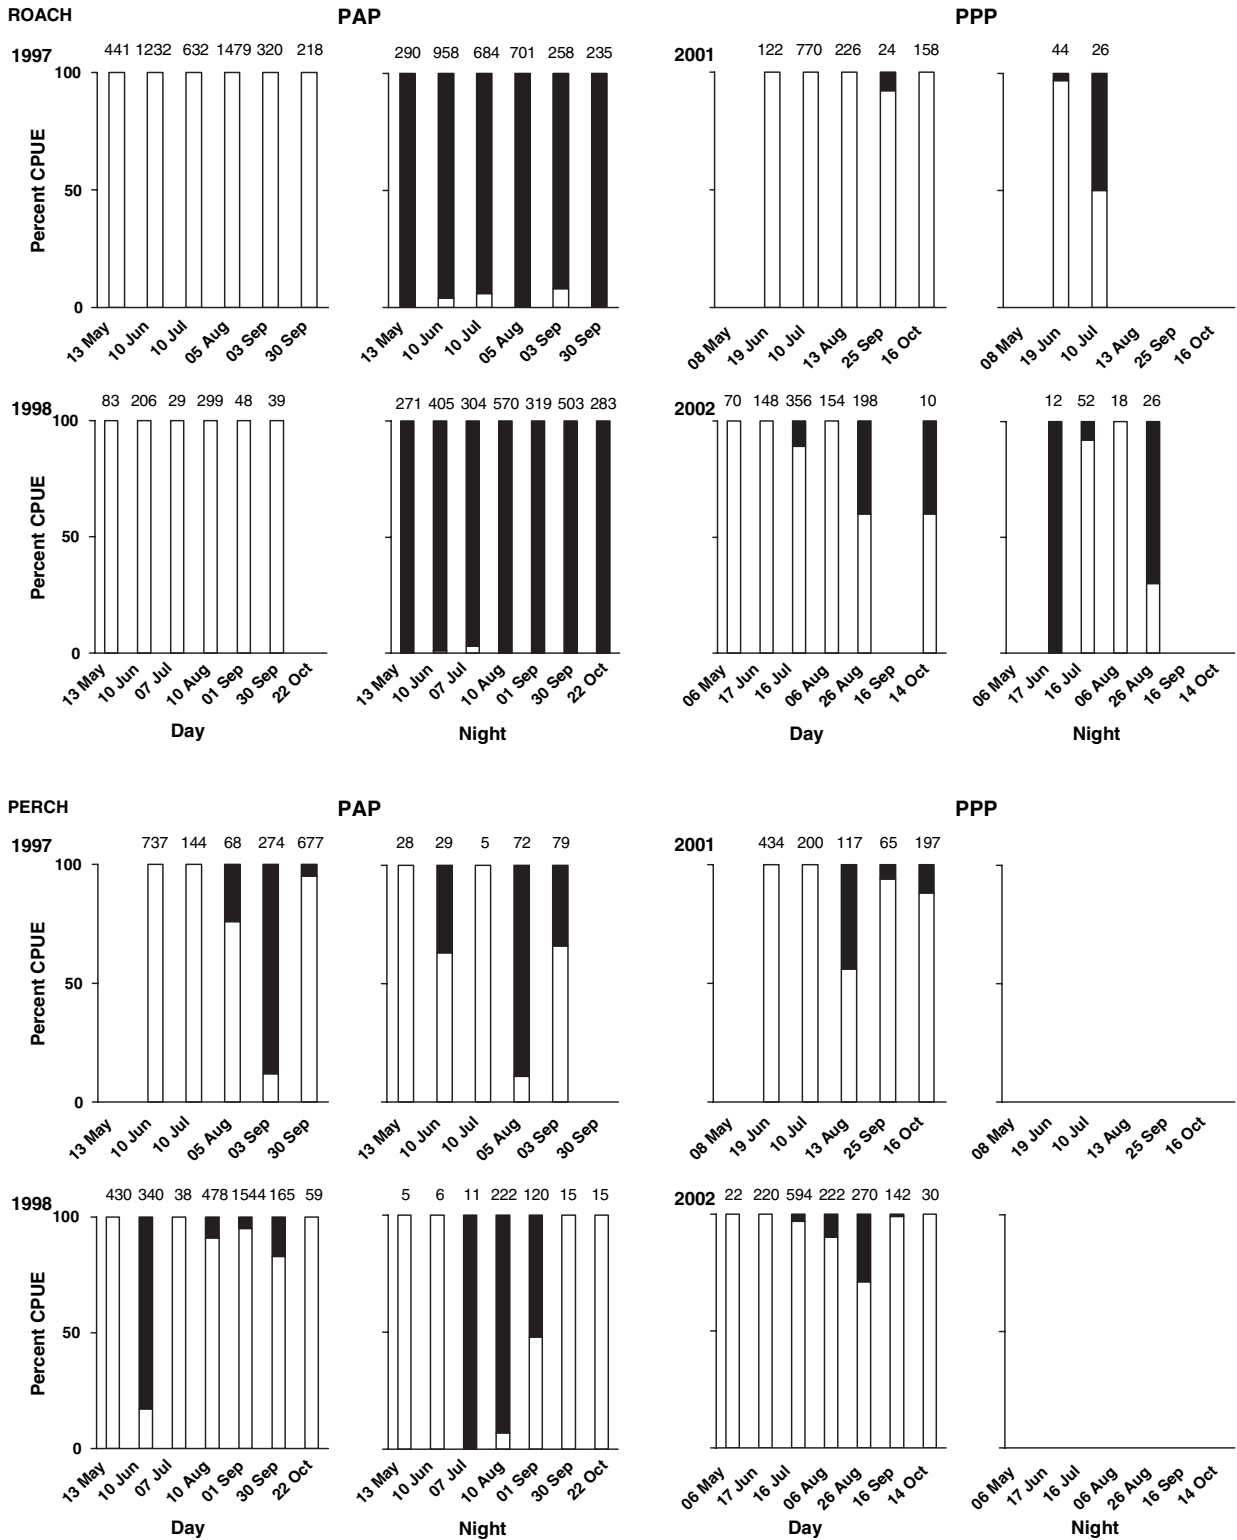 ROACH PAP PPP
1997 441 1232 632 1479 320 218 290 958 684 701 258 235 2001 122 770 226 24 158 44 26
100
Percent CPUE
50
0
13 May 10 Jun 10 Jul 05 Aug 03 Sep 30 Sep 13 May 10 Jun 10 Jul 05 Aug 03 Sep 30 Sep 08 May 19 Jun 10 Jul 13 Aug 25 Sep 16 Oct 08 May 19 Jun 10 Jul 13 Aug 25 Sep 16 Oct
1998 83 206 29 299 48 39 271 405 304 570 319 503 283 2002 70 148 356 154 198 10 12 52 18 26
100
Percent CPUE
50
0
13 May 10 Jun 07 Jul 10 Aug 01 Sep 30 Sep 22 Oct 13 May 10 Jun 07 Jul 10 Aug 01 Sep 30 Sep 22 Oct 06 May 17 Jun 16 Jul 06 Aug 26 Aug 16 Sep 14 Oct 06 May 17 Jun 16 Jul 06 Aug 26 Aug 16 Sep 14 Oct
Day Night Day Night
PERCH PAP PPP
1997 737 144 68 274 677 28 29 5 72 79 2001 434 200 117 65 197
100
Percent CPUE
50
0
13 May 10 Jun 10 Jul 05 Aug 03 Sep 30 Sep 13 May 10 Jun 10 Jul 05 Aug 03 Sep 30 Sep 08 May 19 Jun 10 Jul 13 Aug 25 Sep 16 Oct 08 May 19 Jun 10 Jul 13 Aug 25 Sep 16 Oct
1998 430 340 38 478 1544 165 59 5 6 11 222 120 15 15 2002 22 220 594 222 270 142 30
100
Percent CPUE
50
0
13 May 10 Jun 07 Jul 10 Aug 01 Sep 30 Sep 22 Oct 13 May 10 Jun 07 Jul 10 Aug 01 Sep 30 Sep 22 Oct 06 May 17 Jun 16 Jul 06 Aug 26 Aug 16 Sep 14 Oct 06 May 17 Jun 16 Jul 06 Aug 26 Aug 16 Sep 14 Oct
Day Night Day Night